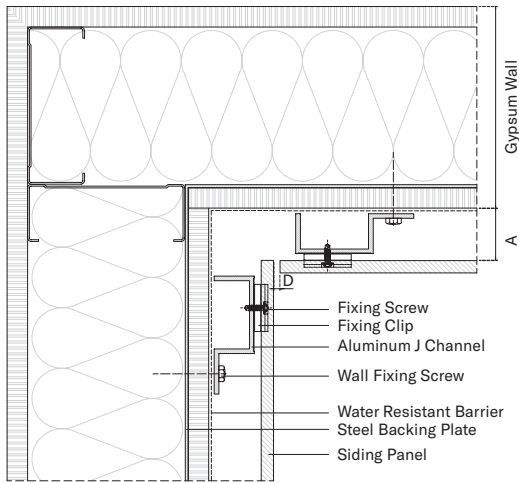 Gypsum Wall
A
D
Fixing Screw
Fixing Clip
Aluminum J Channel
Wall Fixing Screw
Water Resistant Barrier
Steel Backing Plate
Siding Panel